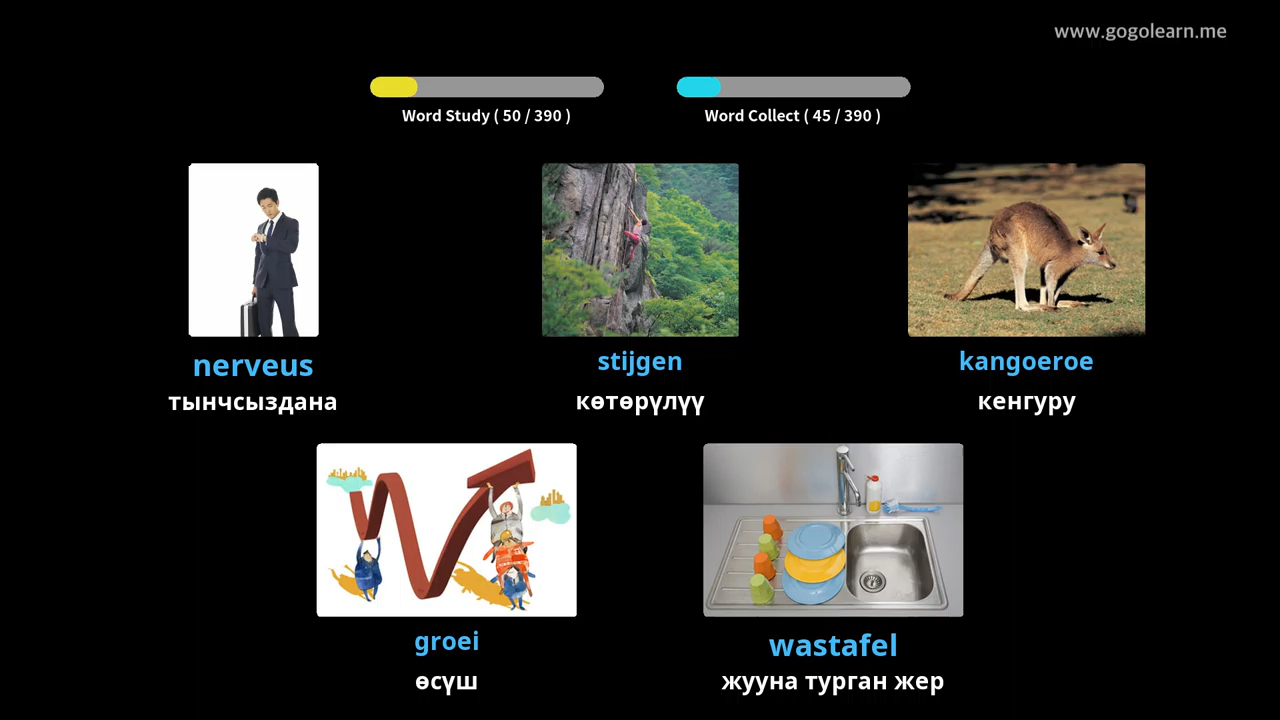 www.gogolearn.me
Word Study ( 50 / 390 )
Word Collect ( 45 / 390 )
nerveus
тынчсыздана
stijgen
көтөрүлүү
kangoeroe
кенгуру
groei
өсүш
wastafel
жууна турган жер